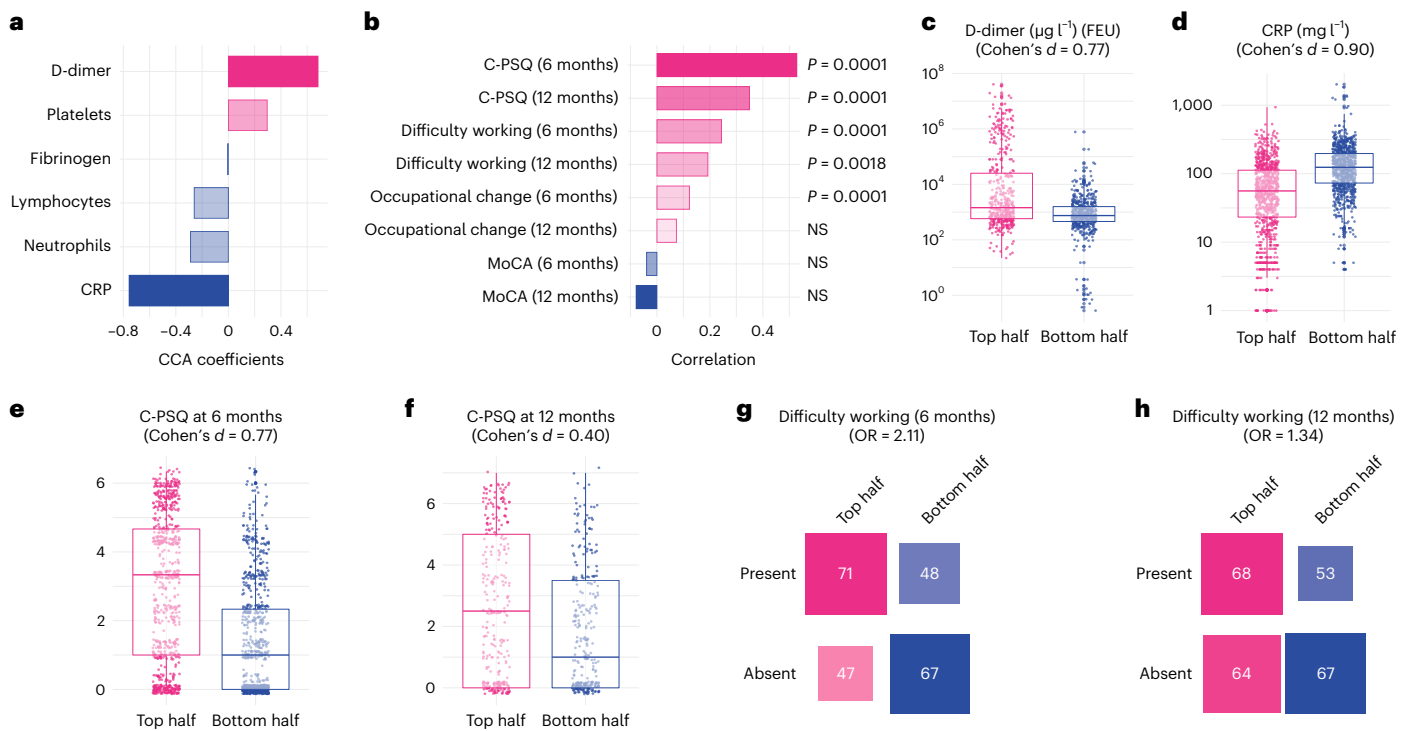 a
D-dimer
Platelets
Fibrinogen
Lymphocytes
Neutrophils
CRP
−0.8 −0.4 0 0.4
CCA coefficients
b
C-PSQ (6 months) P = 0.0001
C-PSQ (12 months) P = 0.0001
Difficulty working (6 months) P = 0.0001
Difficulty working (12 months) P = 0.0018
Occupational change (6 months) P = 0.0001
Occupational change (12 months) NS
MoCA (6 months) NS
MoCA (12 months) NS
0 0.2 0.4
Correlation
c
D-dimer (µg l⁻¹) (FEU)
(Cohen's d = 0.77)
10⁸
10⁶
10⁴
10²
10⁰
Top half Bottom half
d
CRP (mg l⁻¹)
(Cohen's d = 0.90)
1,000
100
10
1
Top half Bottom half
e
C-PSQ at 6 months
(Cohen's d = 0.77)
6
4
2
0
Top half Bottom half
f
C-PSQ at 12 months
(Cohen's d = 0.40)
6
4
2
0
Top half Bottom half
g
Difficulty working (6 months)
(OR = 2.11)
Top half Bottom half
Present 71 48
Absent 47 67
h
Difficulty working (12 months)
(OR = 1.34)
Top half Bottom half
Present 68 53
Absent 64 67